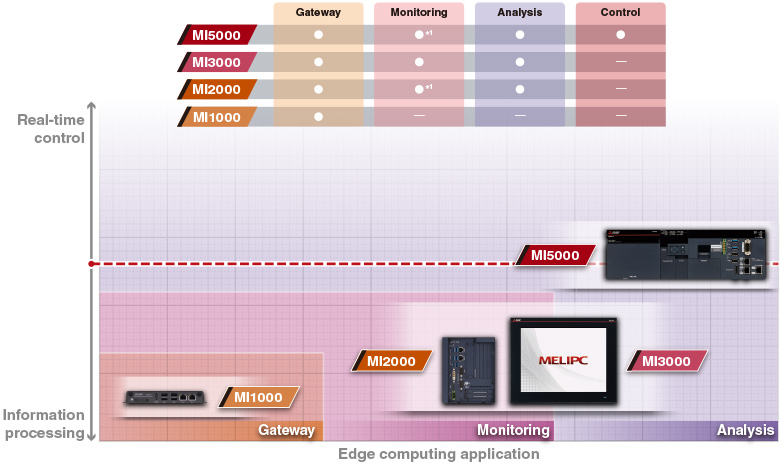 Gateway Monitoring Analysis Control
MI5000 *1
MI3000 —
MI2000 *1 —
MI1000 — — —
Real-time
control
MI5000
MI2000
MELIPC
MI3000
MI1000
Information
processing
Gateway
Monitoring
Analysis
Edge computing application